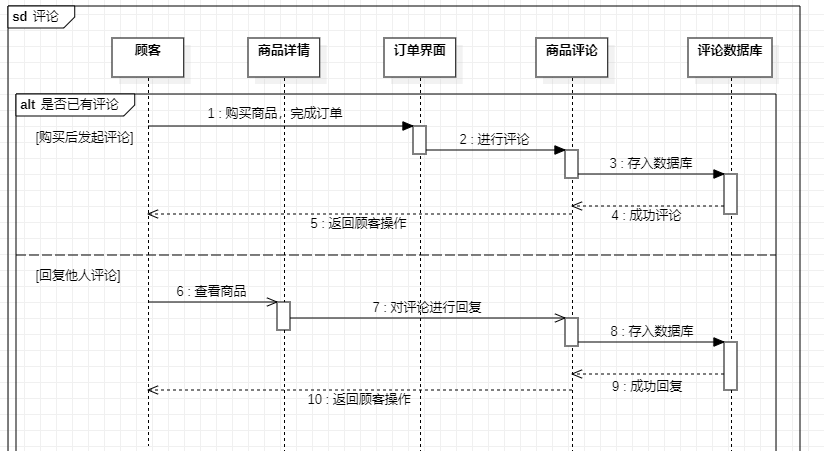 sd 评论
顾客
商品详情
订单界面
商品评论
评论数据库
alt 是否已有评论
[购买后发起评论]
1 : 购买商品，完成订单
2 : 进行评论
3 : 存入数据库
4 : 成功评论
5 : 返回顾客操作
[回复他人评论]
6 : 查看商品
7 : 对评论进行回复
8 : 存入数据库
9 : 成功回复
10 : 返回顾客操作